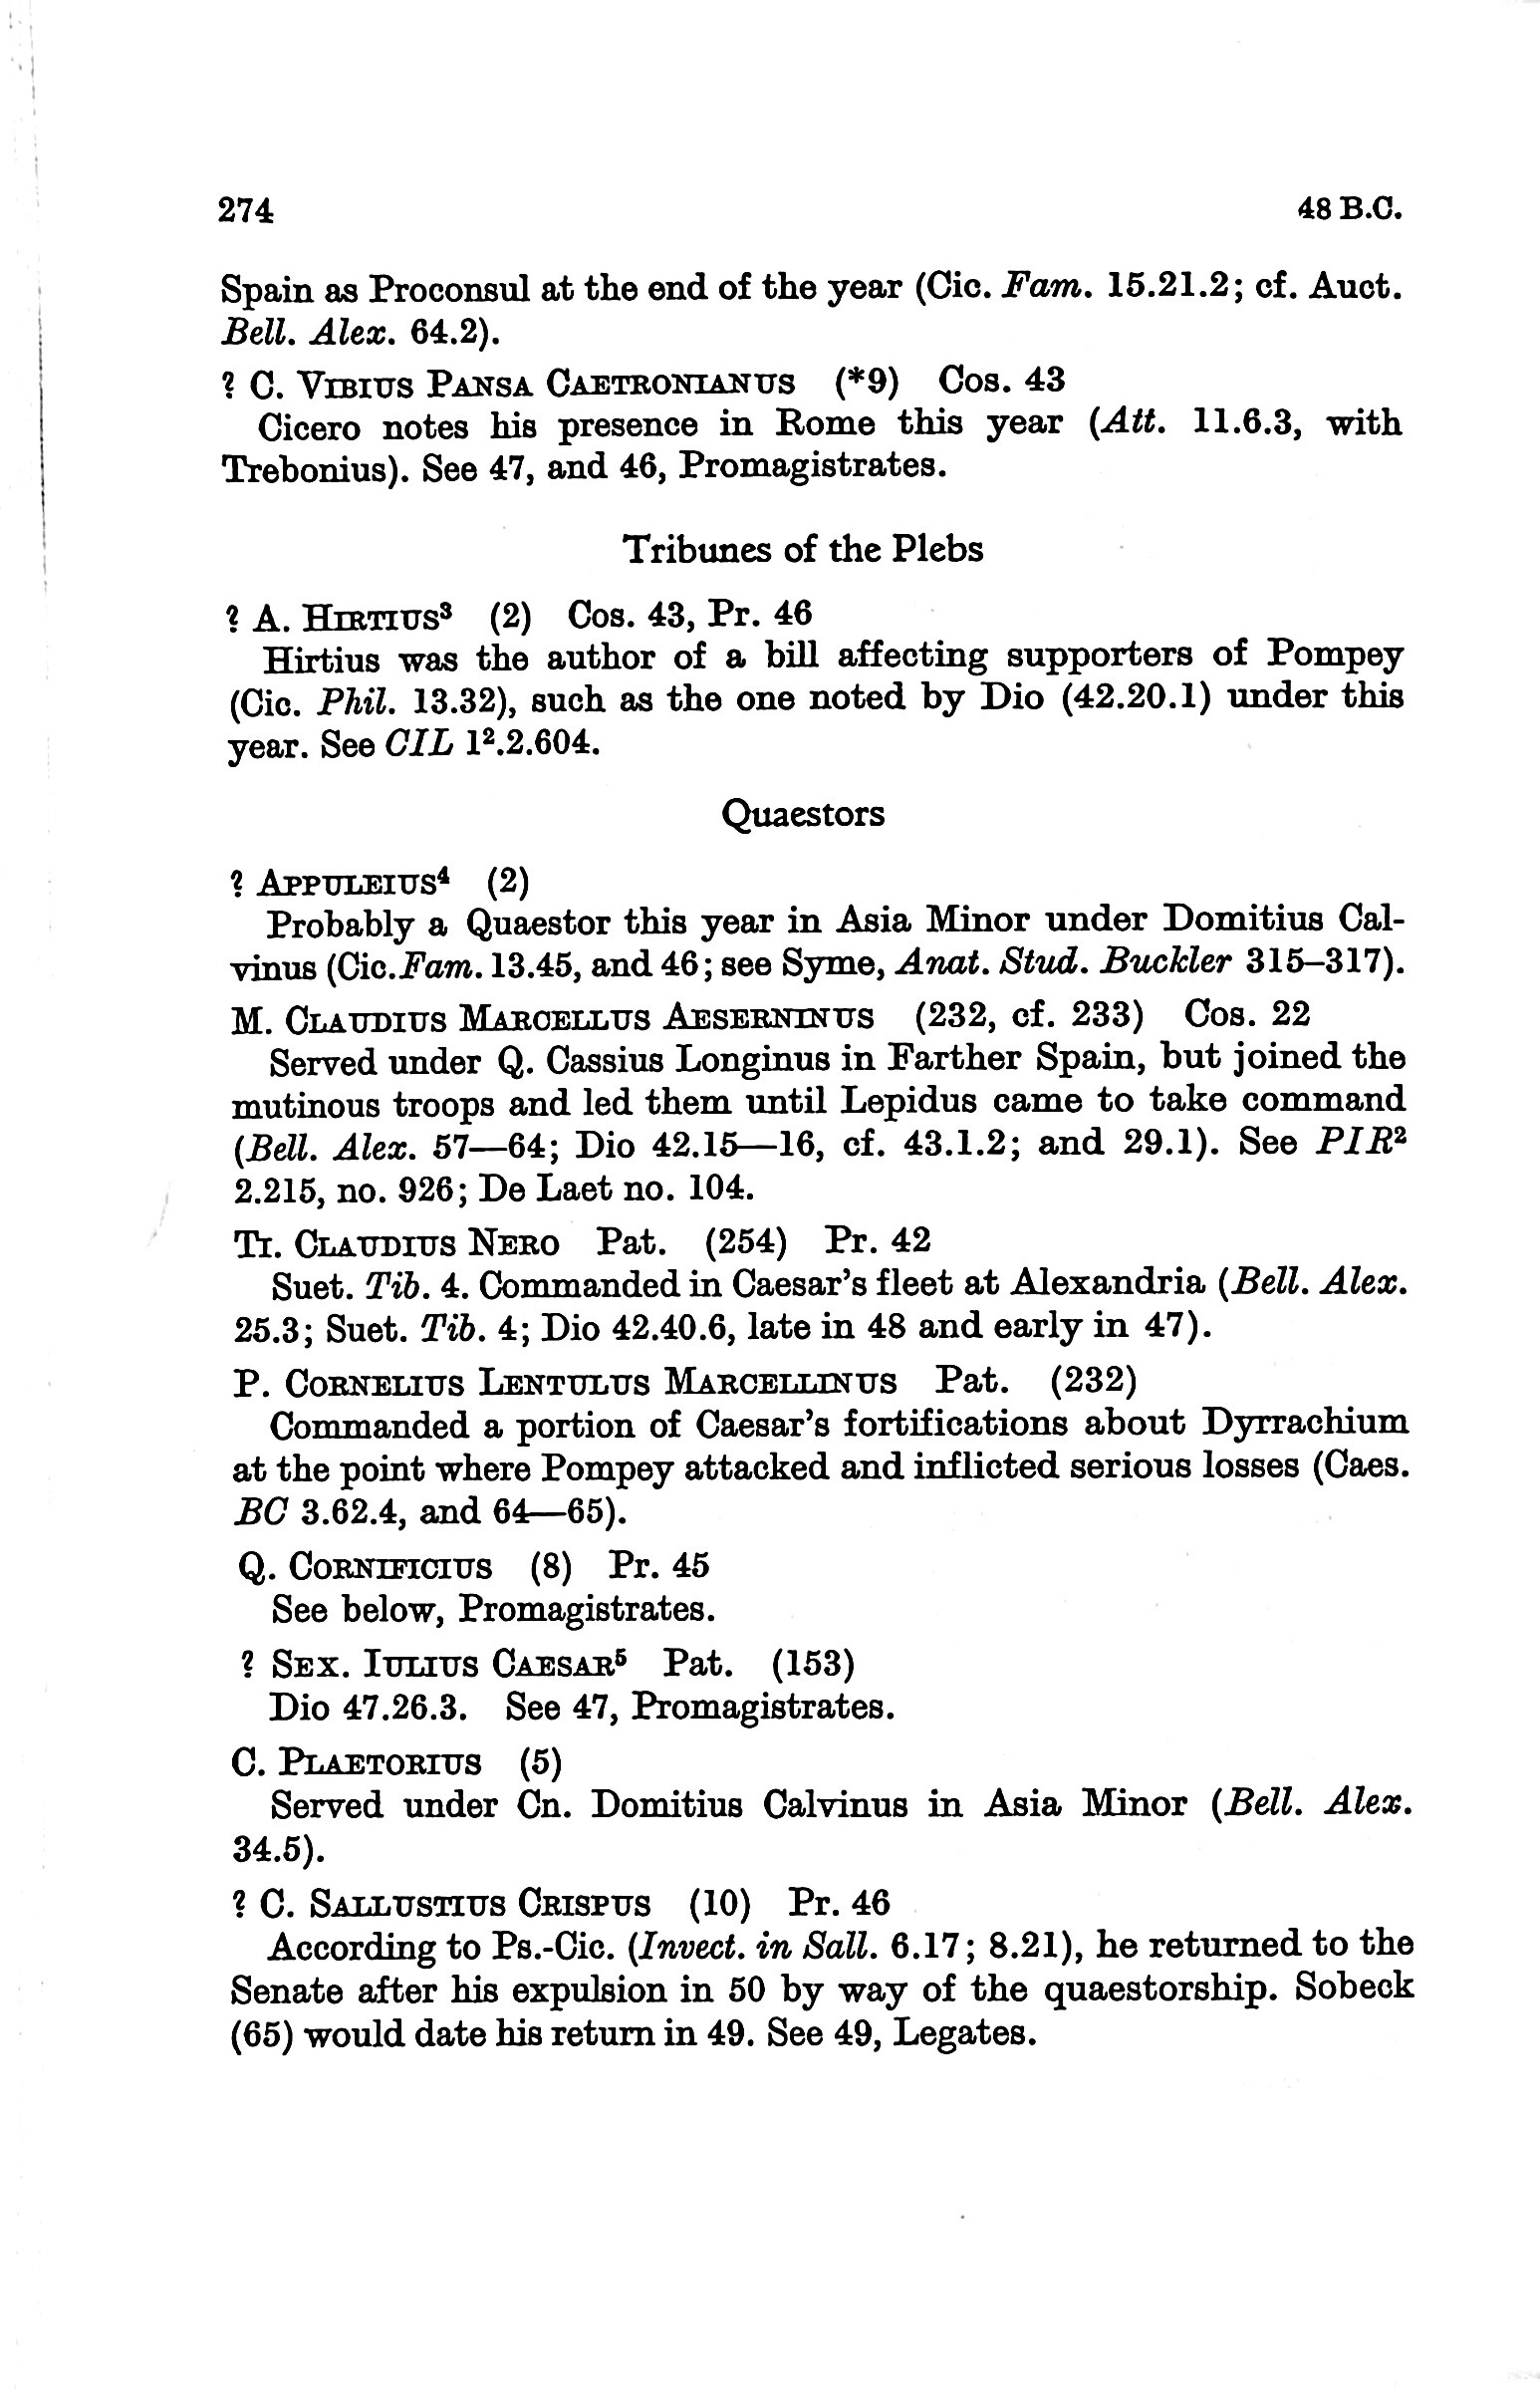 274 48 B.C.
Spain as Proconsul at the end of the year (Cic. Fam. 15.21.2; cf. Auct.
Bell. Alex. 64.2).
? C. VIBIUS PANSA CAETRONIANUS (*9) Cos. 43
Cicero notes his presence in Rome this year (Att. 11.6.3, with
Trebonius). See 47, and 46, Promagistrates.
Tribunes of the Plebs
? A. HIRTIUS³ (2) Cos. 43, Pr. 46
Hirtius was the author of a bill affecting supporters of Pompey
(Cic. Phil. 13.32), such as the one noted by Dio (42.20.1) under this
year. See CIL 1².2.604.
Quaestors
? APPULEIUS⁴ (2)
Probably a Quaestor this year in Asia Minor under Domitius Cal-
vinus (Cic. Fam. 13.45, and 46; see Syme, Anat. Stud. Buckler 315–317).
M. CLAUDIUS MARCELLUS AESERNINUS (232, cf. 233) Cos. 22
Served under Q. Cassius Longinus in Farther Spain, but joined the
mutinous troops and led them until Lepidus came to take command
(Bell. Alex. 57—64; Dio 42.15—16, cf. 43.1.2; and 29.1). See PIR²
2.215, no. 926; De Laet no. 104.
TI. CLAUDIUS NERO Pat. (254) Pr. 42
Suet. Tib. 4. Commanded in Caesar's fleet at Alexandria (Bell. Alex.
25.3; Suet. Tib. 4; Dio 42.40.6, late in 48 and early in 47).
P. CORNELIUS LENTULUS MARCELLINUS Pat. (232)
Commanded a portion of Caesar's fortifications about Dyrrachium
at the point where Pompey attacked and inflicted serious losses (Caes.
BC 3.62.4, and 64—65).
Q. CORNIFICIUS (8) Pr. 45
See below, Promagistrates.
? SEX. IULIUS CAESAR⁵ Pat. (153)
Dio 47.26.3. See 47, Promagistrates.
C. PLAETORIUS (5)
Served under Cn. Domitius Calvinus in Asia Minor (Bell. Alex.
34.5).
? C. SALLUSTIUS CRISPUS (10) Pr. 46
According to Ps.-Cic. (Invect. in Sall. 6.17; 8.21), he returned to the
Senate after his expulsion in 50 by way of the quaestorship. Sobeck
(65) would date his return in 49. See 49, Legates.